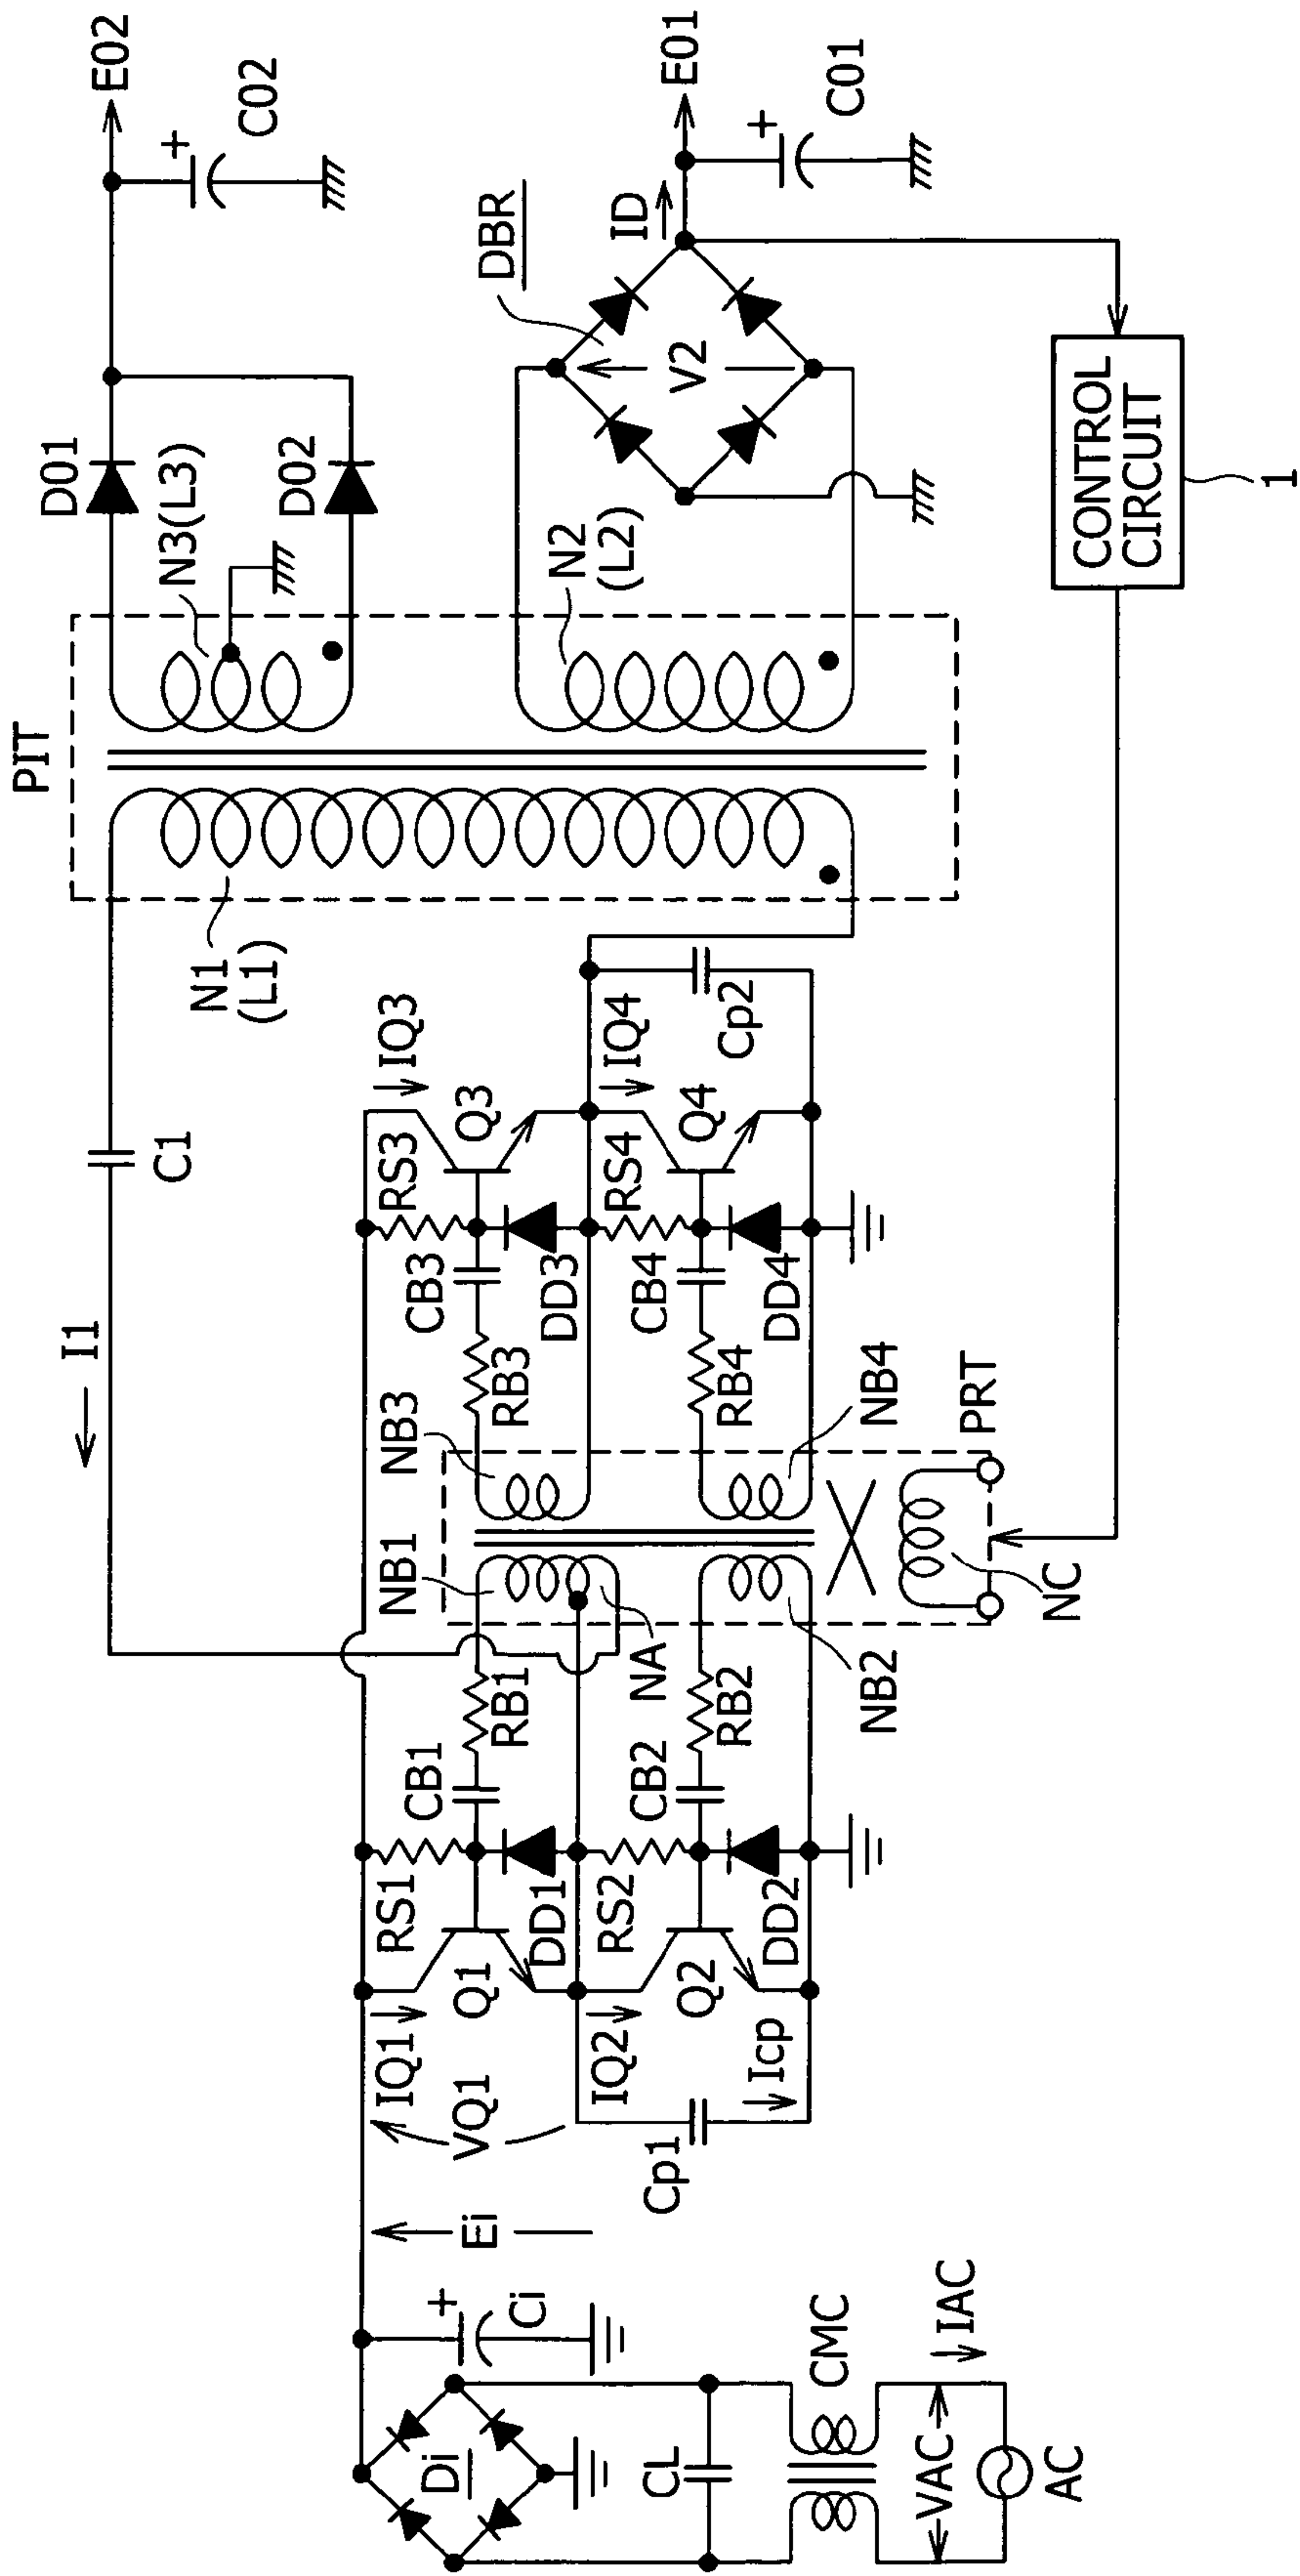 AC
VAC
IAC
CMC
CL
Di
Ci
+
Ei
VQ1
IQ1
Q1
RS1
DD1
CB1
RB1
IQ2
Q2
RS2
DD2
CB2
RB2
Cp1
Icp
NB1
NA
NB2
NB3
NB4
NC
PRT
RB3
CB3
DD3
RS3
Q3
IQ3
RB4
CB4
DD4
RS4
Q4
IQ4
Cp2
I1
C1
N1
(L1)
PIT
N3(L3)
N2
(L2)
D01
D02
E02
+
C02
DBR
V2
ID
E01
+
C01
CONTROL
CIRCUIT
1